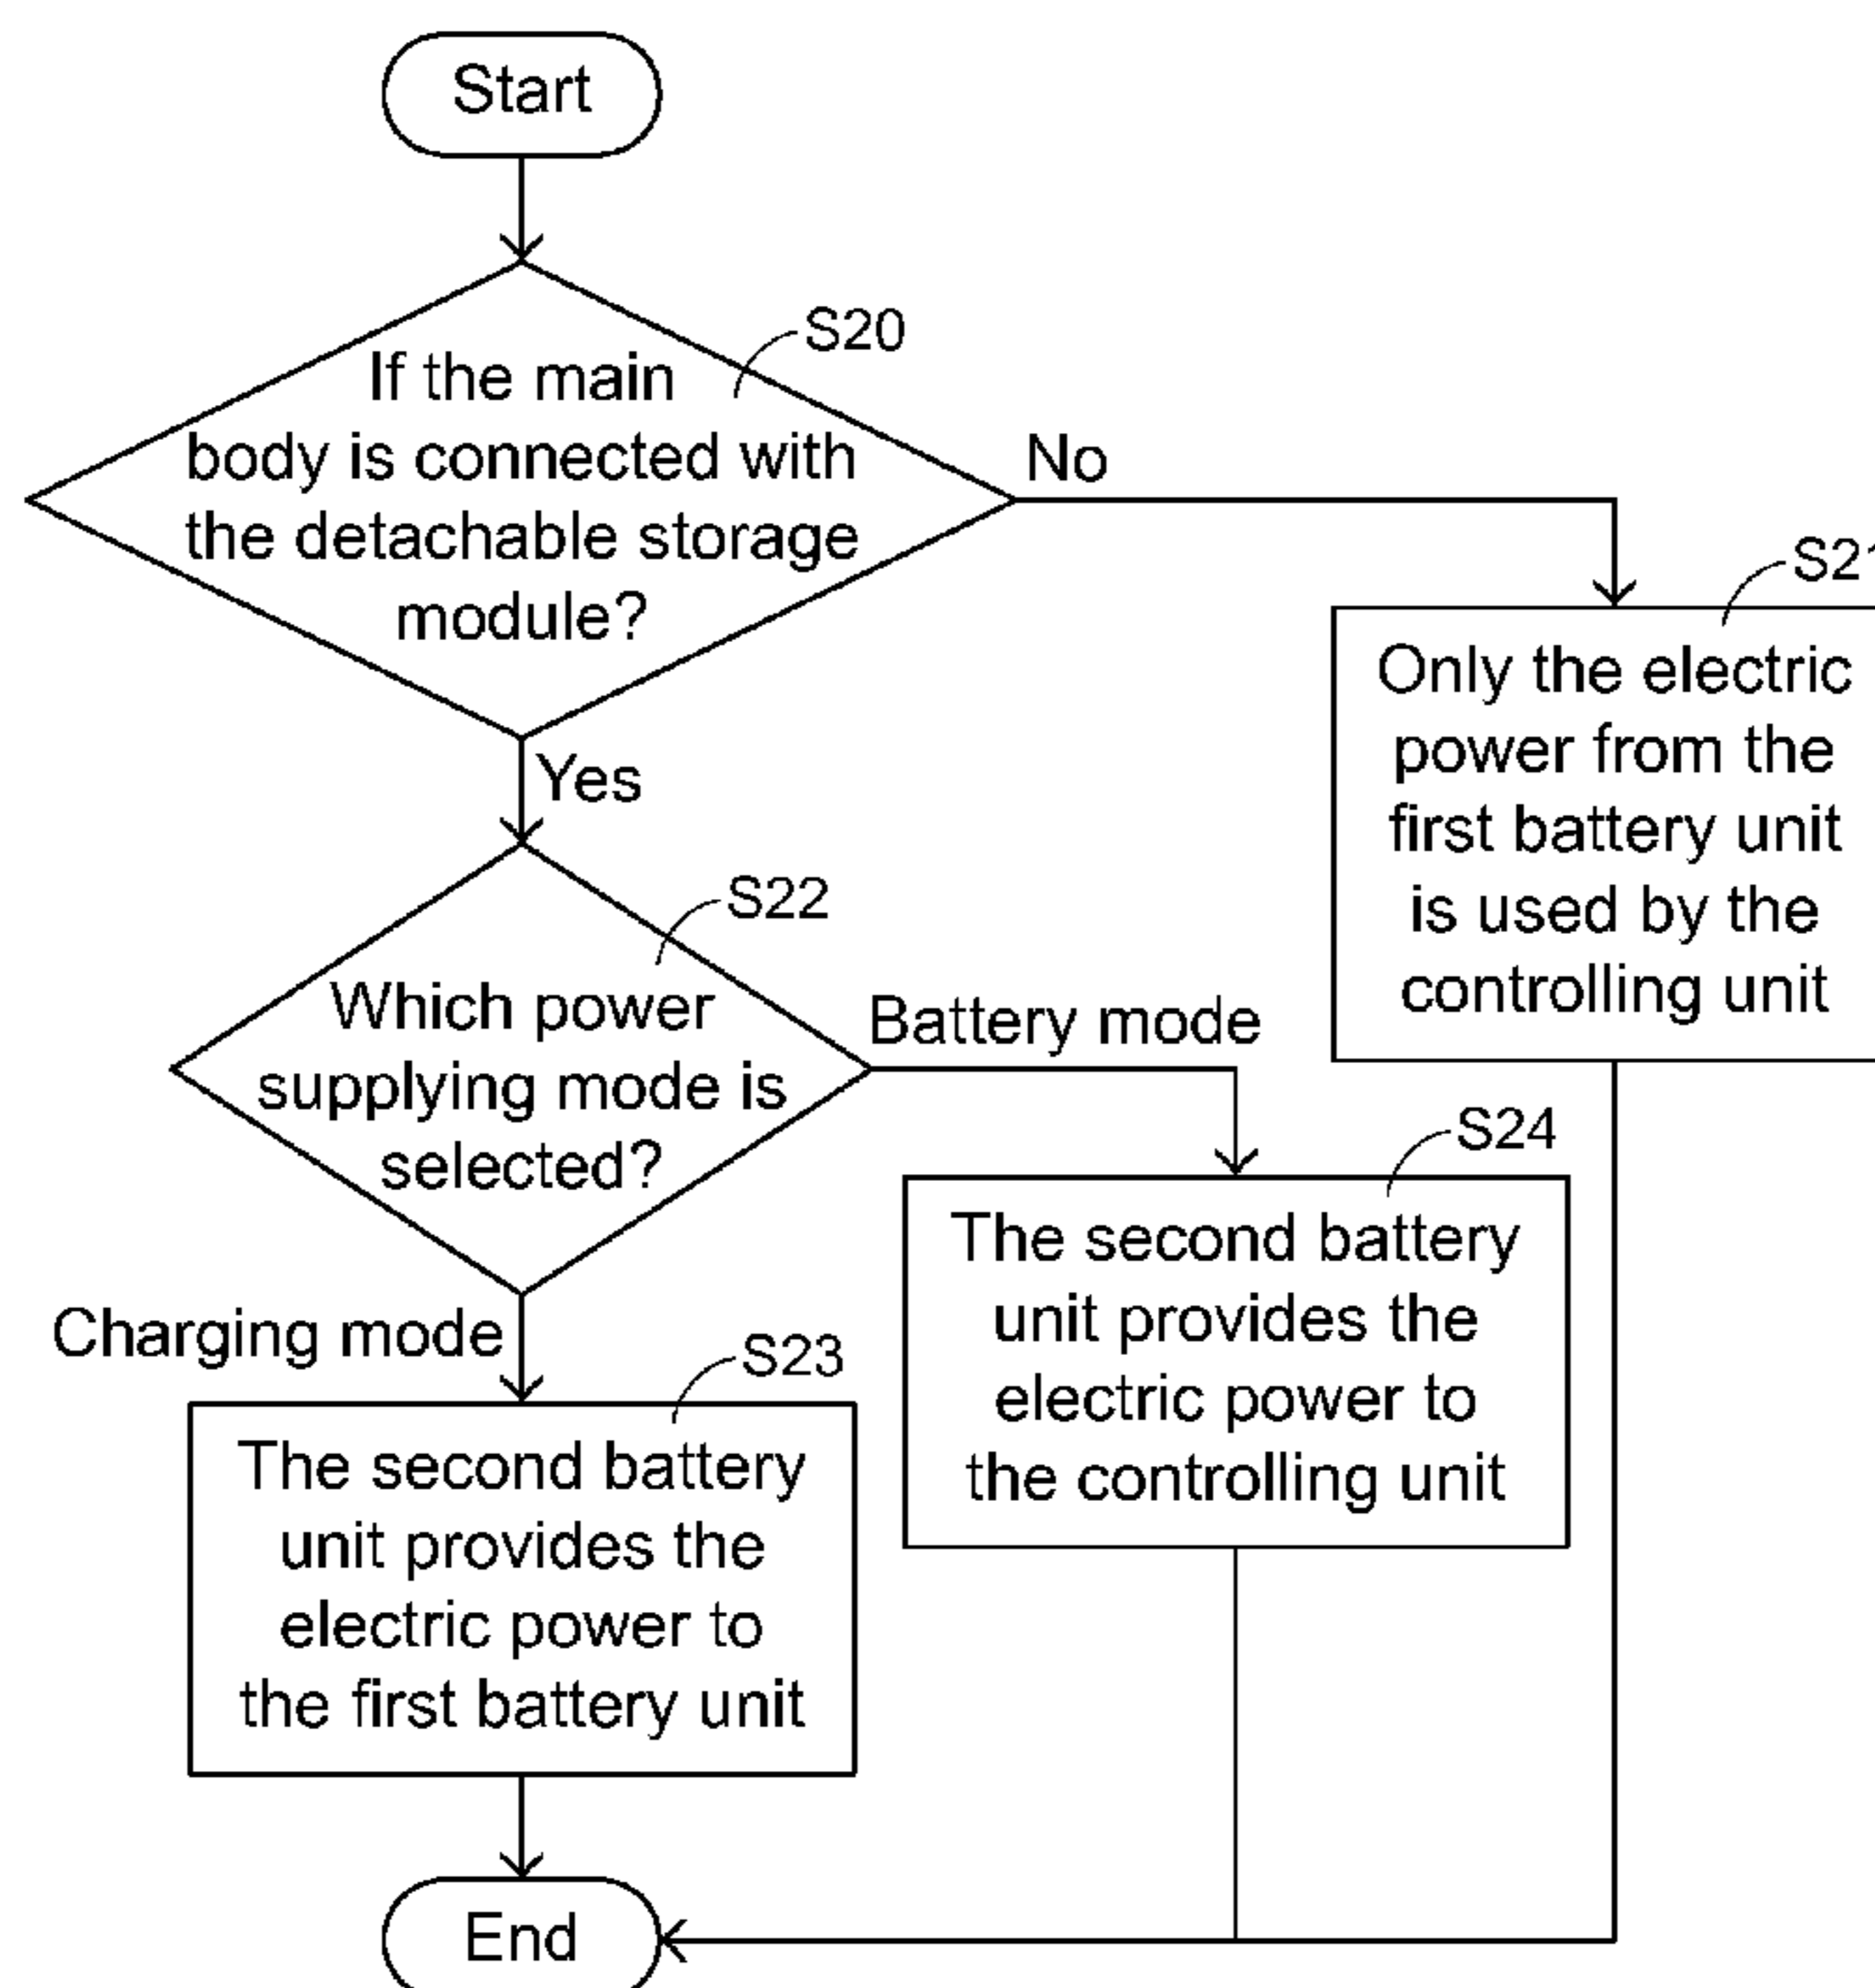 Start
S20
If the main
body is connected with
the detachable storage
module?
No
Yes
S21
Only the electric
power from the
first battery unit
is used by the
controlling unit
S22
Which power
supplying mode is
selected?
Battery mode
S24
The second battery
unit provides the
electric power to
the controlling unit
Charging mode
S23
The second battery
unit provides the
electric power to
the first battery unit
End